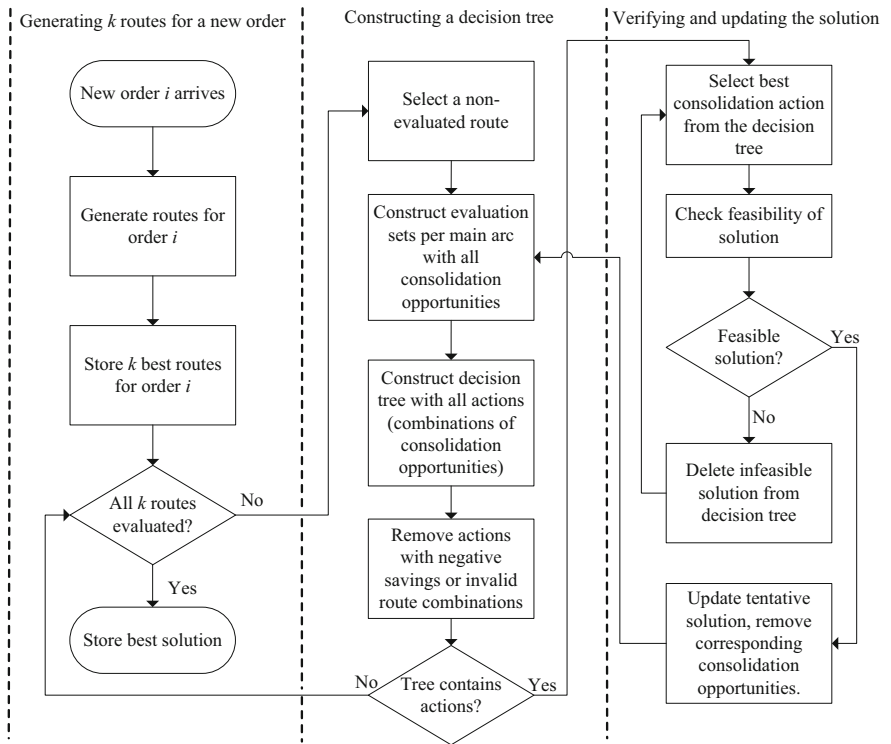 Generating k routes for a new order
New order i arrives
Generate routes for
order i
Store k best routes
for order i
All k routes
evaluated?
No
Yes
Store best solution
Constructing a decision tree
Select a non-
evaluated route
Construct evaluation
sets per main arc
with all
consolidation
opportunities
Construct decision
tree with all actions
(combinations of
consolidation
opportunities)
Remove actions
with negative
savings or invalid
route combinations
No
Tree contains
actions?
Yes
Verifying and updating the solution
Select best
consolidation action
from the decision
tree
Check feasibility of
solution
Feasible
solution?
Yes
No
Delete infeasible
solution from
decision tree
Update tentative
solution, remove
corresponding
consolidation
opportunities.